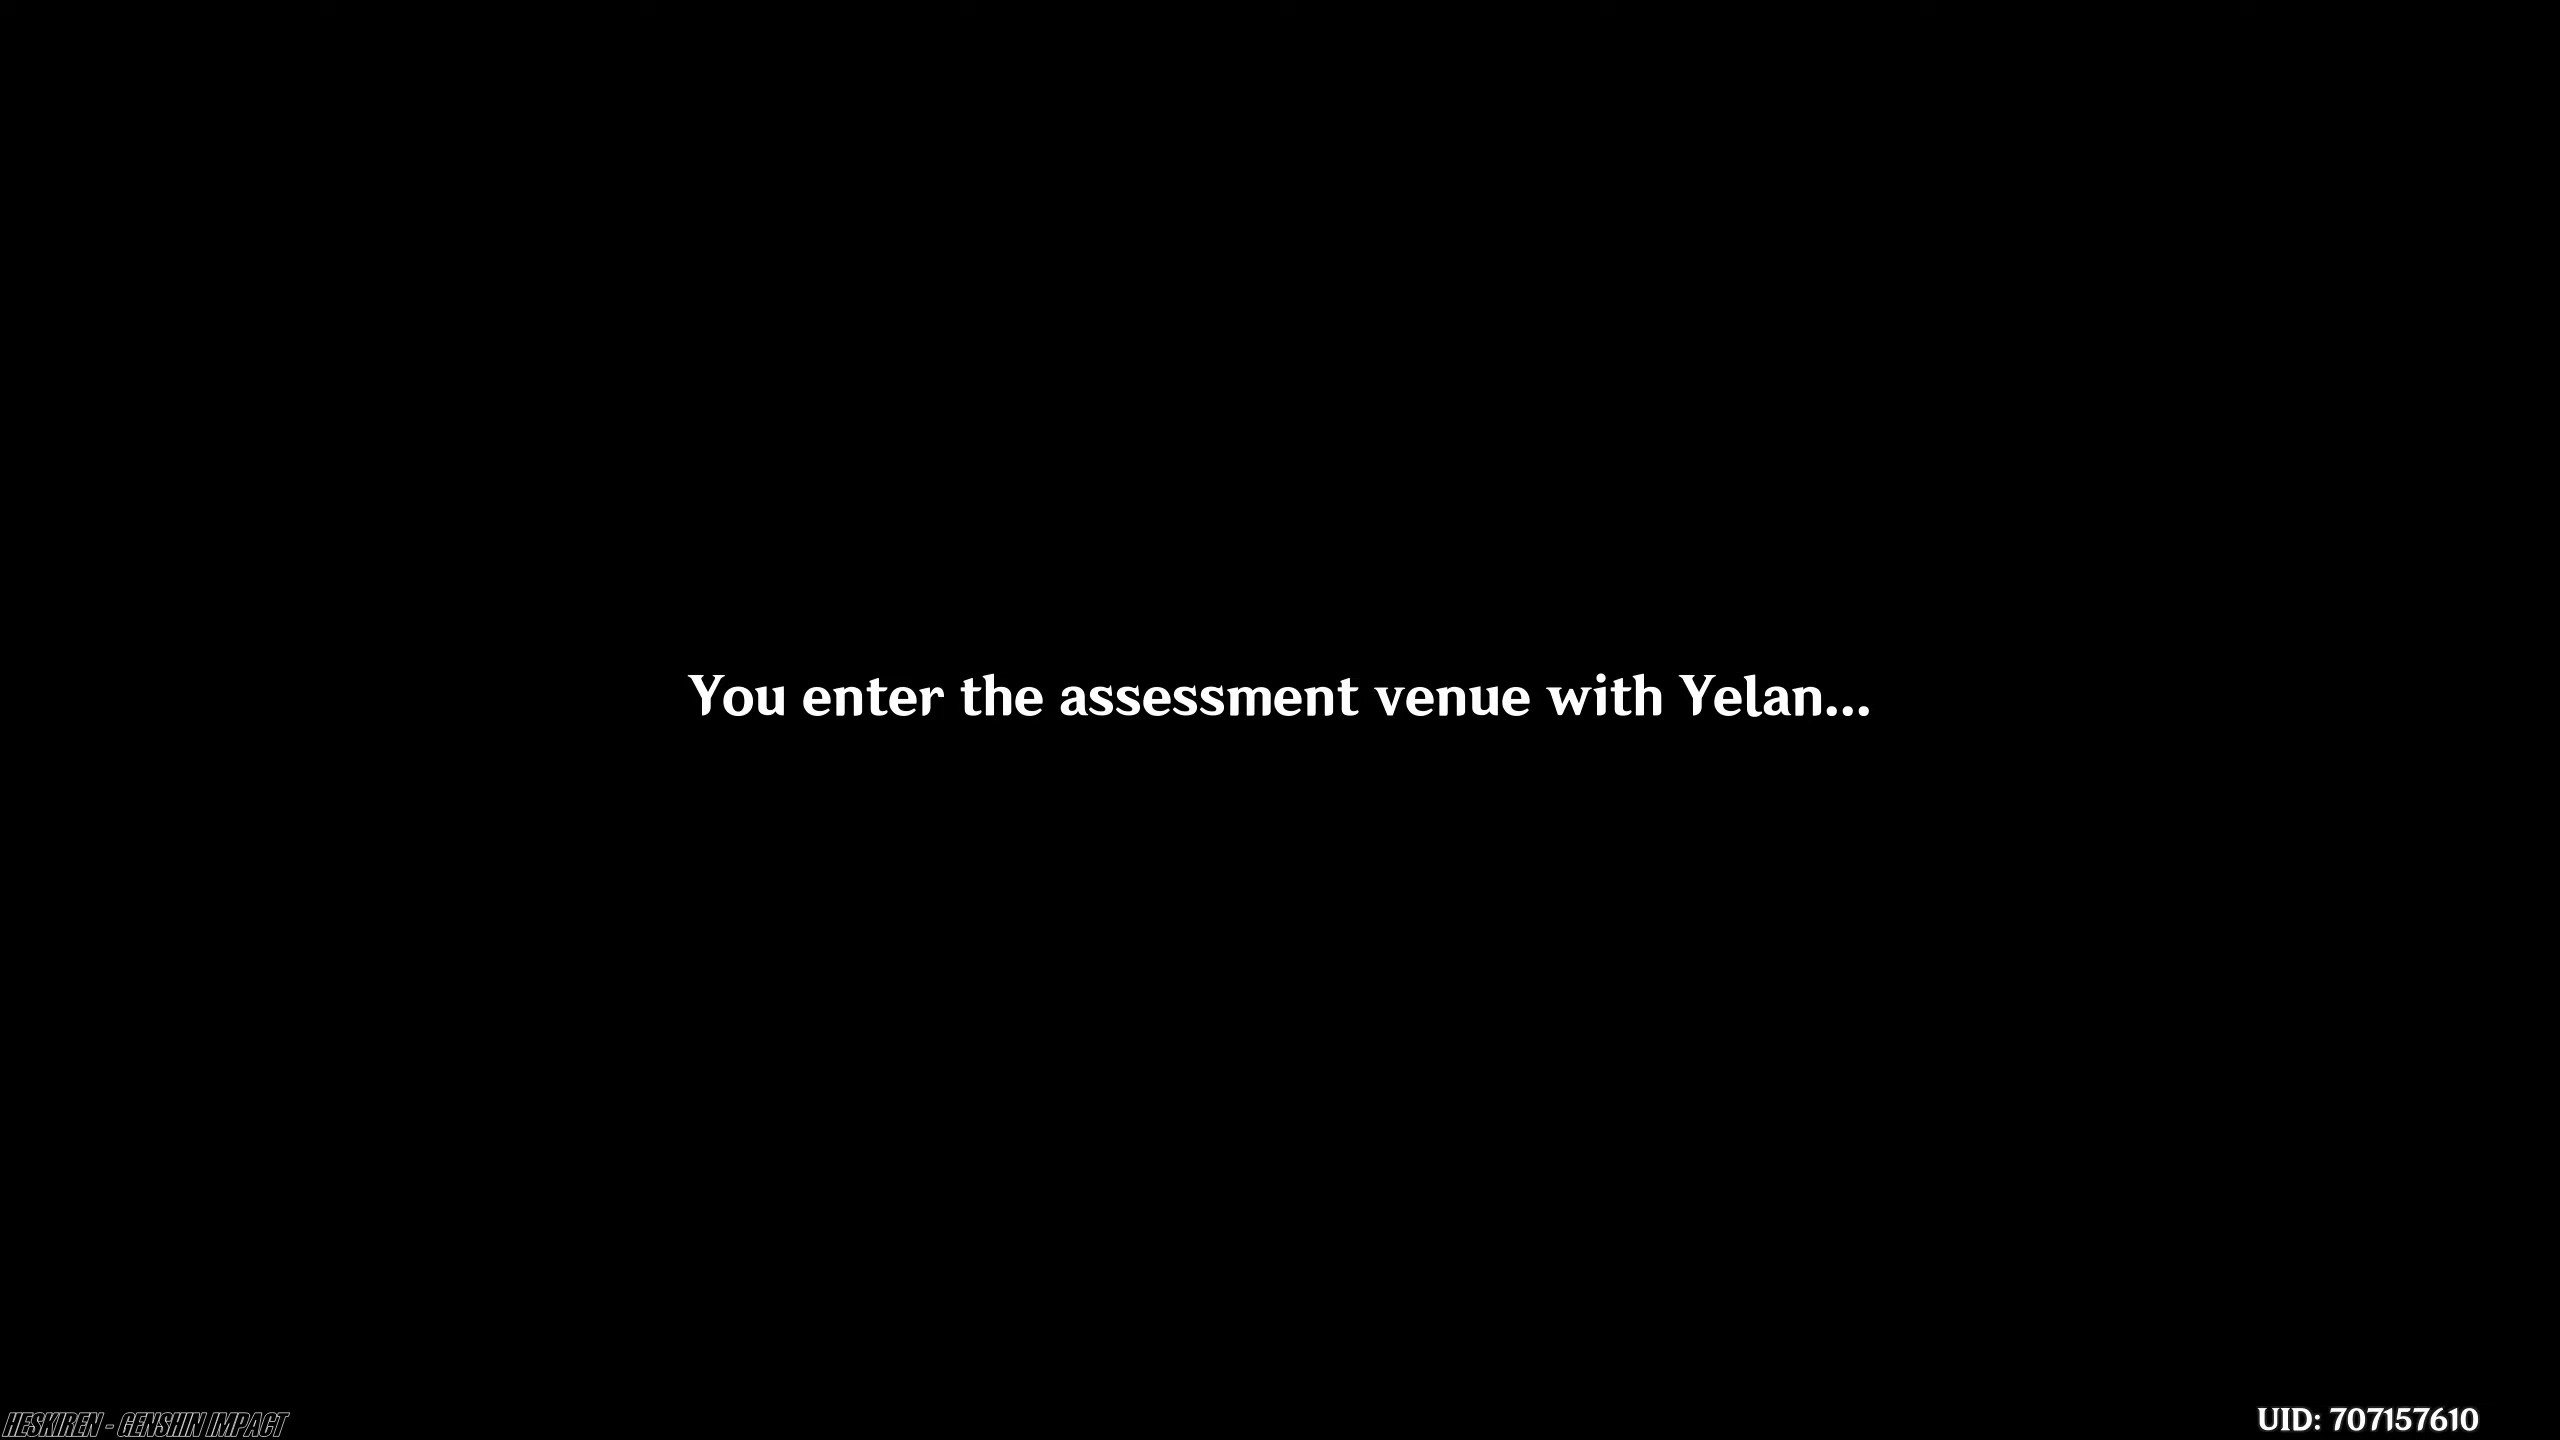 You enter the assessment venue with Yelan...
HESKIREN - GENSHIN IMPACT
UID: 707157610